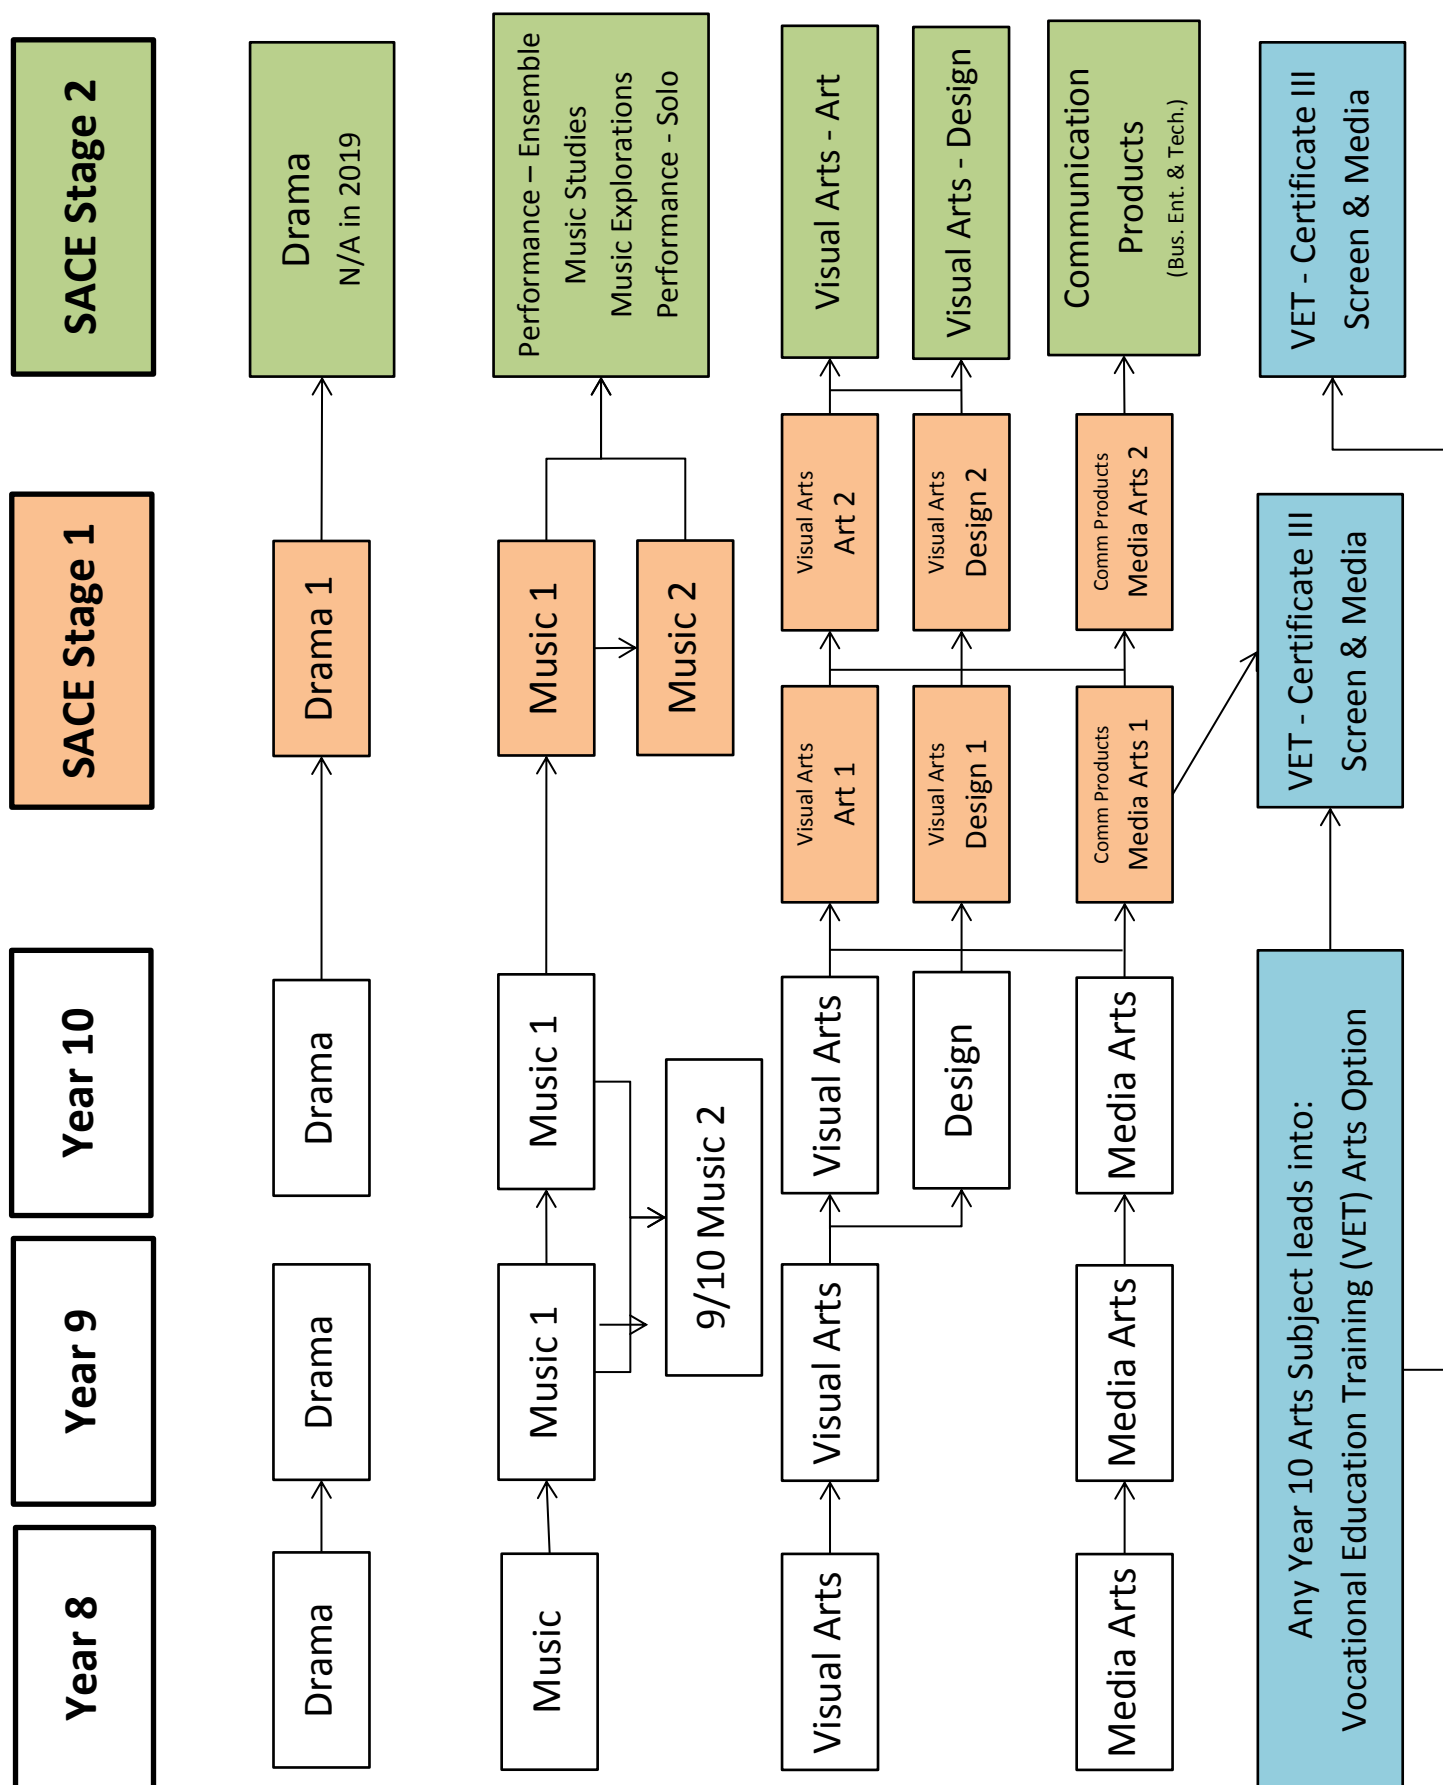 Year 8
Year 9
Year 10
SACE Stage 1
SACE Stage 2
Drama
Drama
Drama
Drama 1
Drama
N/A in 2019
Music
Music 1
Music 1
9/10 Music 2
Music 1
Music 2
Performance – Ensemble
Music Studies
Music Explorations
Performance - Solo
Visual Arts
Visual Arts
Visual Arts
Design
Visual Arts
Art 1
Visual Arts
Design 1
Visual Arts
Art 2
Visual Arts
Design 2
Visual Arts - Art
Visual Arts - Design
Media Arts
Media Arts
Media Arts
Comm Products
Media Arts 1
Comm Products
Media Arts 2
Communication
Products
(Bus. Ent. & Tech.)
Any Year 10 Arts Subject leads into:
Vocational Education Training (VET) Arts Option
VET - Certificate III
Screen & Media
VET - Certificate III
Screen & Media